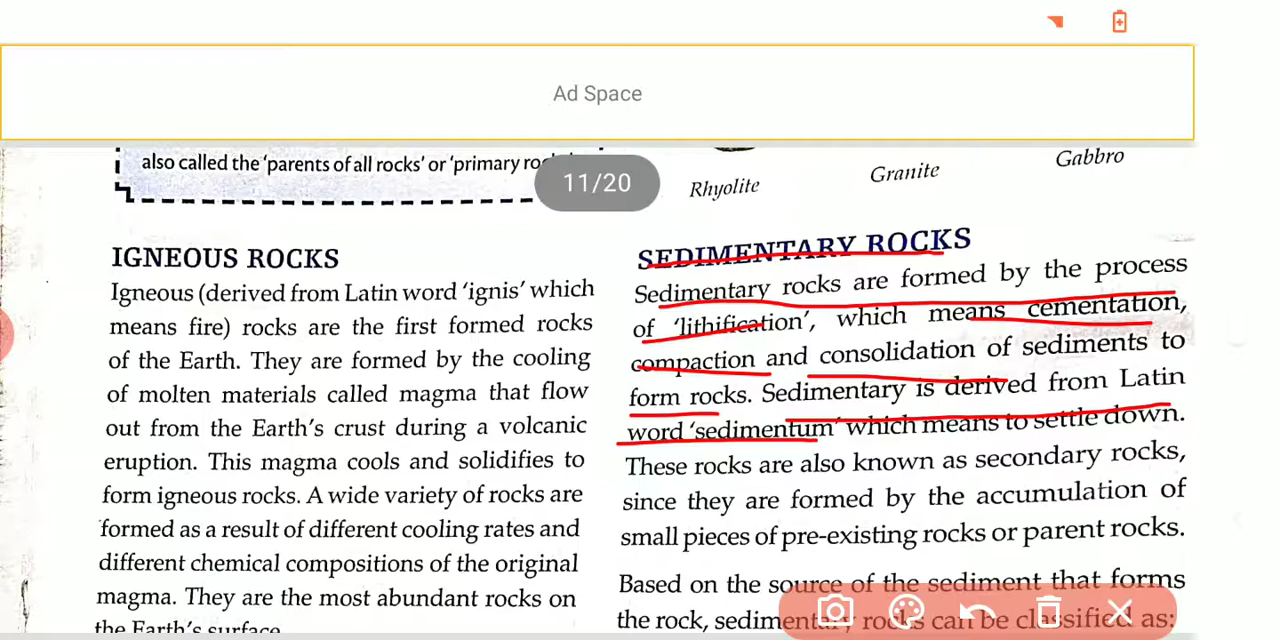 Ad Space
also called the 'parents of all rocks' or 'primary
11/20
Rhyolite
Granite
Gabbro
IGNEOUS ROCKS
Igneous (derived from Latin word 'ignis' which
means fire) rocks are the first formed rocks
of the Earth. They are formed by the cooling
of molten materials called magma that flow
out from the Earth's crust during a volcanic
eruption. This magma cools and solidifies to
form igneous rocks. A wide variety of rocks are
formed as a result of different cooling rates and
different chemical compositions of the original
magma. They are the most abundant rocks on
the Earth's surface
SEDIMENTARY ROCKS
Sedimentary rocks are formed by the process
of 'lithification', which means cementation,
compaction and consolidation of sediments to
form rocks. Sedimentary is derived from Latin
word 'sedimentum' which means to settle down.
These rocks are also known as secondary rocks,
since they are formed by the accumulation of
small pieces of pre-existing rocks or parent rocks.
Based on the source of the sediment that forms
the rock, sedimentary rocks can be classified as: